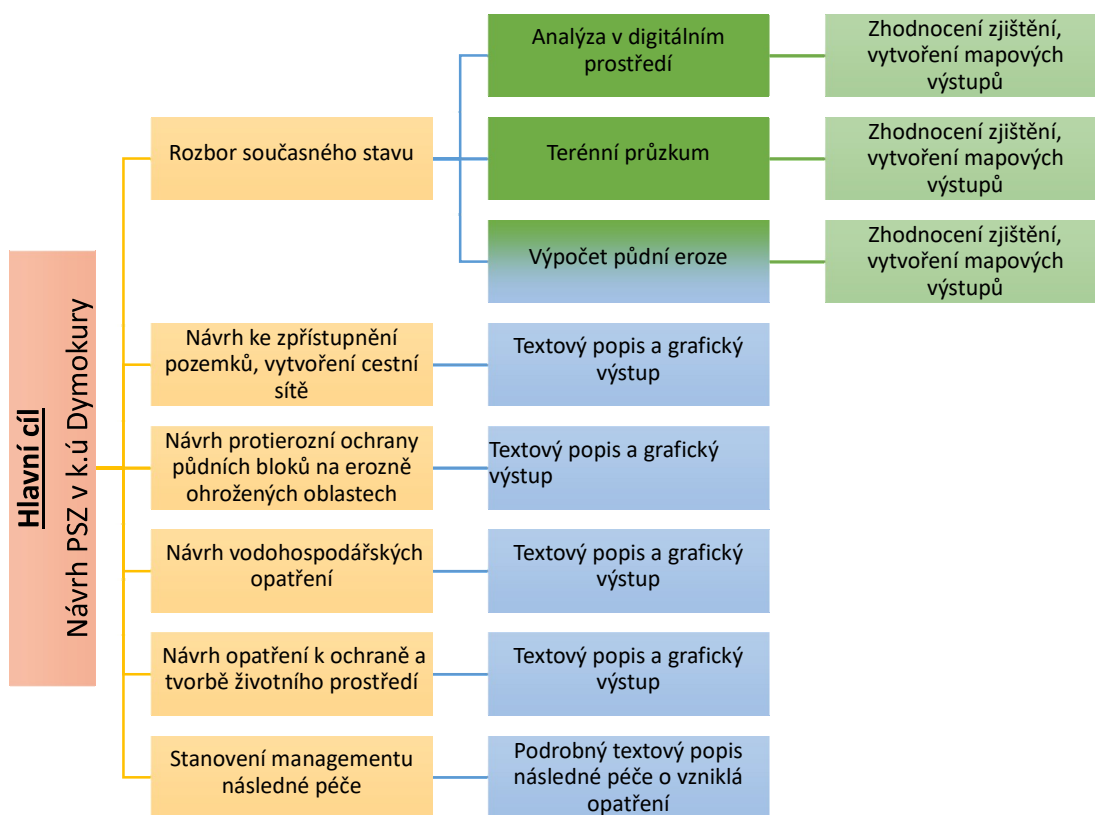 Hlavní cíl
Návrh PSZ v k.ú Dymokury
Rozbor současného stavu
Analýza v digitálním
prostředí
Zhodnocení zjištění,
vytvoření mapových
výstupů
Terénní průzkum
Zhodnocení zjištění,
vytvoření mapových
výstupů
Výpočet půdní eroze
Zhodnocení zjištění,
vytvoření mapových
výstupů
Návrh ke zpřístupnění
pozemků, vytvoření cestní
sítě
Textový popis a grafický
výstup
Návrh protierozní ochrany
půdních bloků na erozně
ohrožených oblastech
Textový popis a grafický
výstup
Návrh vodohospodářských
opatření
Textový popis a grafický
výstup
Návrh opatření k ochraně a
tvorbě životního prostředí
Textový popis a grafický
výstup
Stanovení managementu
následné péče
Podrobný textový popis
následné péče o vzniklá
opatření